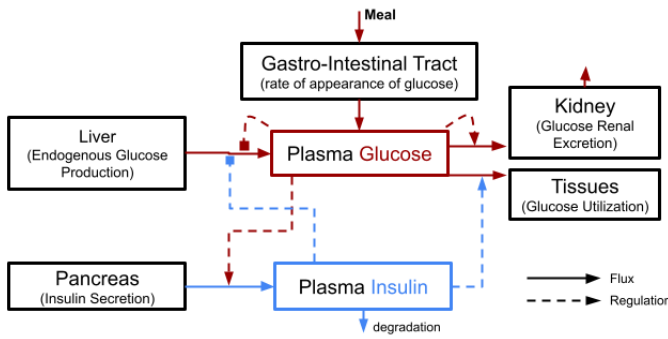 Meal
Gastro-Intestinal Tract
(rate of appearance of glucose)
Liver
(Endogenous Glucose
Production)
Plasma Glucose
Kidney
(Glucose Renal
Excretion)
Tissues
(Glucose Utilization)
Pancreas
(Insulin Secretion)
Plasma Insulin
degradation
Flux
Regulation